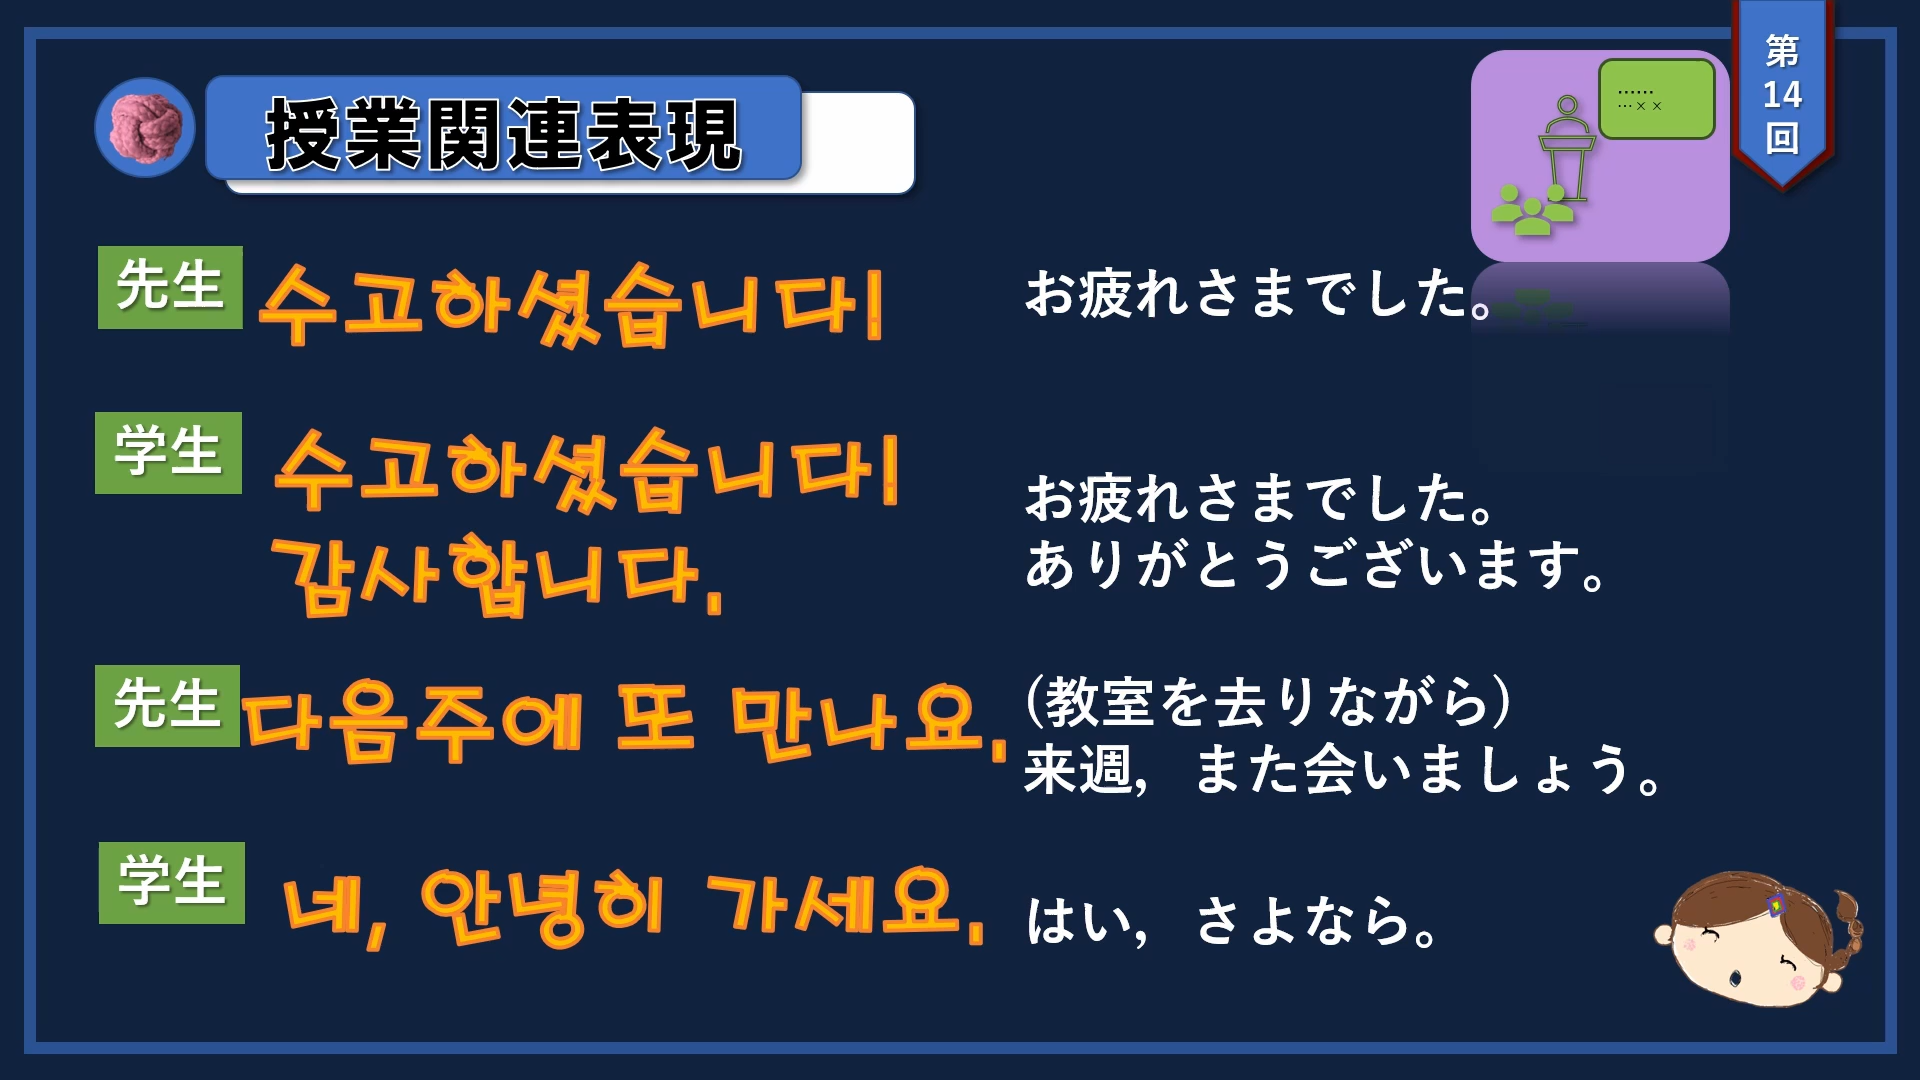 第
14
回
授業関連表現
……
…××
先生
수고하셨습니다!
お疲れさまでした。
学生
수고하셨습니다!
감사합니다.
お疲れさまでした。
ありがとうございます。
先生
다음주에 또 만나요.
(教室を去りながら)
来週,　また会いましょう。
学生
네, 안녕히 가세요.
はい,　さよなら。